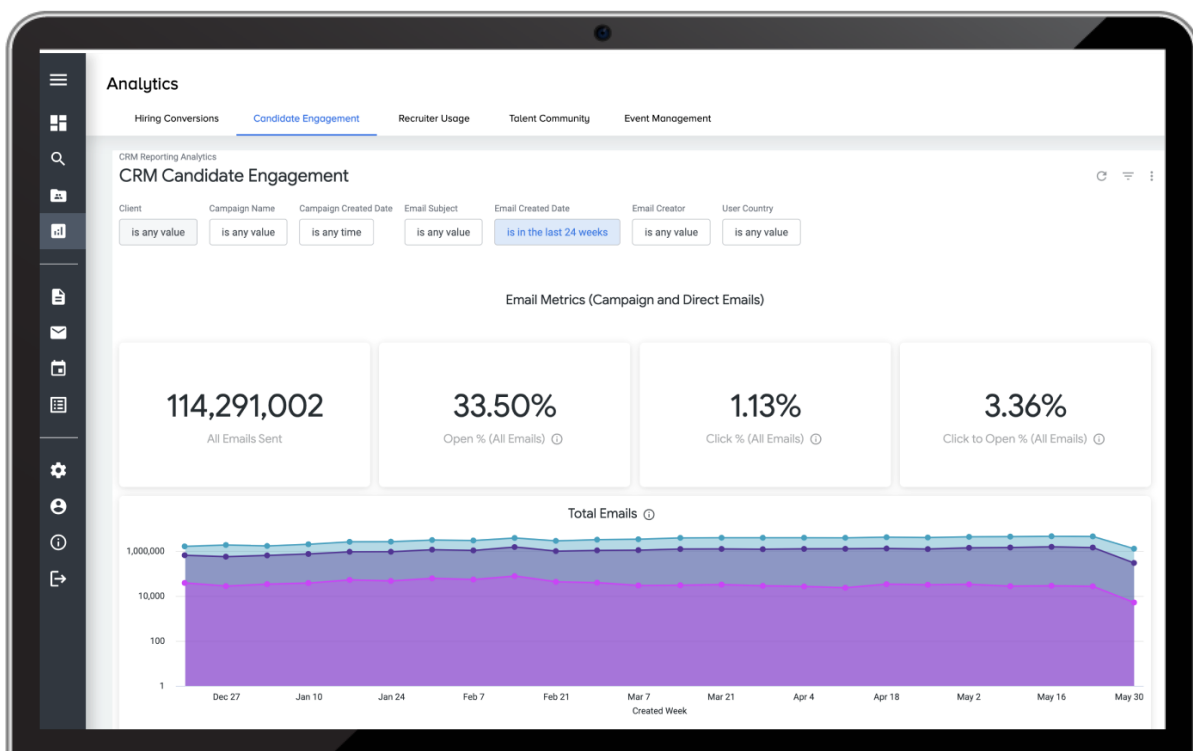 Analytics
Hiring Conversions Candidate Engagement Recruiter Usage Talent Community Event Management
CRM Reporting Analytics
CRM Candidate Engagement
Client Campaign Name Campaign Created Date Email Subject Email Created Date Email Creator User Country
is any value is any value is any time is any value is in the last 24 weeks is any value is any value
Email Metrics (Campaign and Direct Emails)
114,291,002 33.50% 1.13% 3.36%
All Emails Sent Open % (All Emails) Click % (All Emails) Click to Open % (All Emails)
Total Emails
1,000,000
10,000
100
1
Dec 27 Jan 10 Jan 24 Feb 7 Feb 21 Mar 7 Mar 21 Apr 4 Apr 18 May 2 May 16 May 30
Created Week